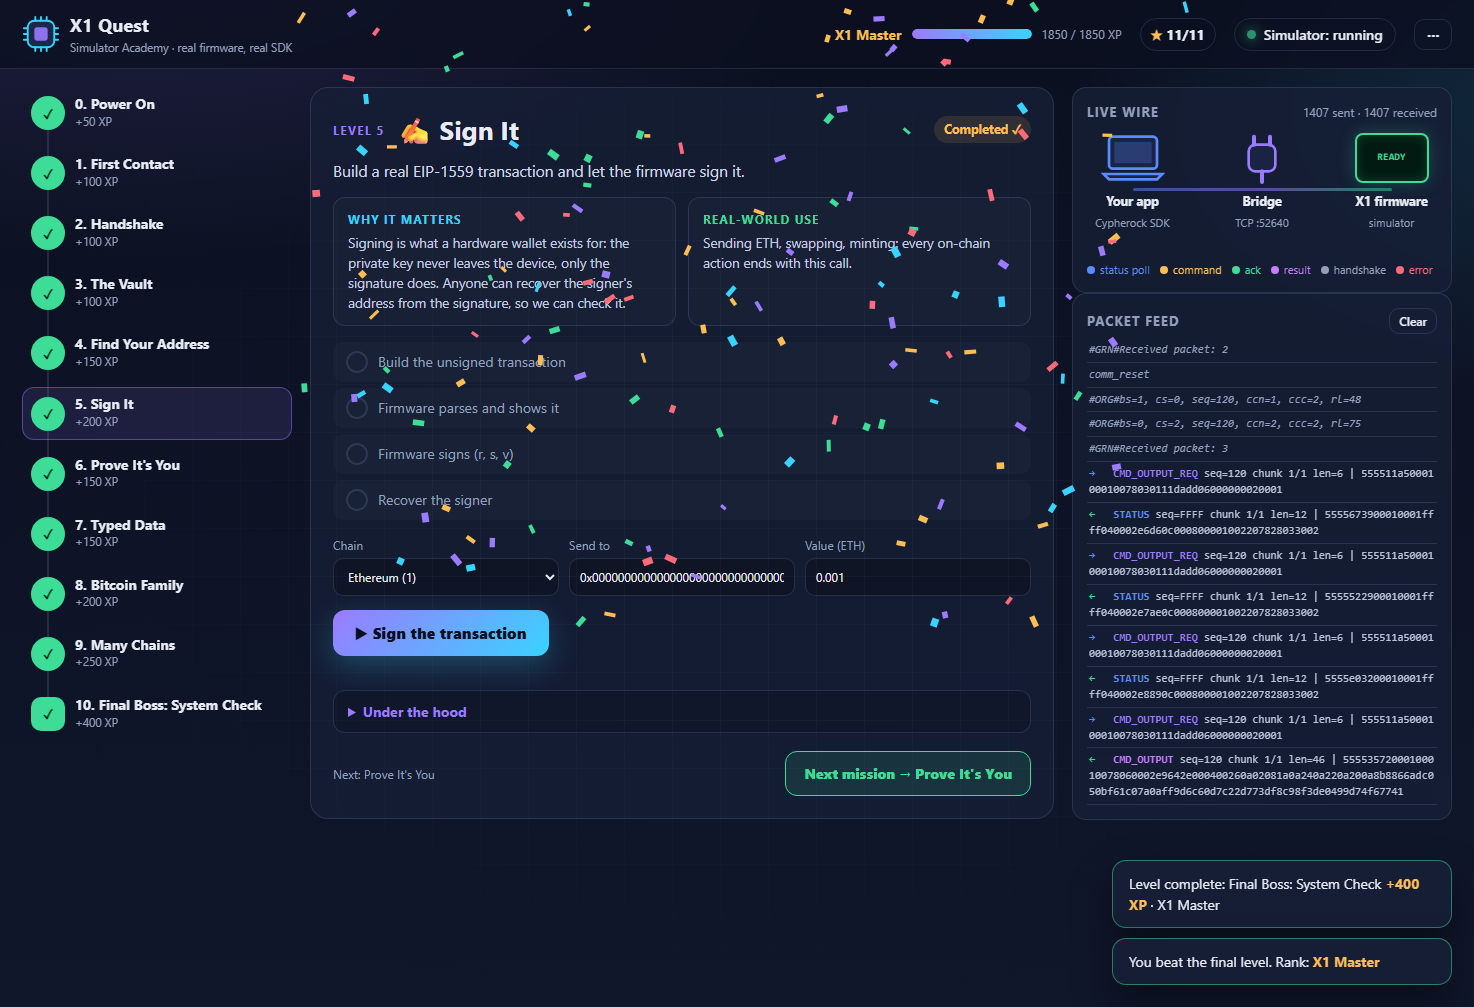 X1 Quest
Simulator Academy · real firmware, real SDK
X1 Master
1850 / 1850 XP
★ 11/11
Simulator: running
---
0. Power On
+50 XP
1. First Contact
+100 XP
2. Handshake
+100 XP
3. The Vault
+100 XP
4. Find Your Address
+150 XP
5. Sign It
+200 XP
6. Prove It's You
+150 XP
7. Typed Data
+150 XP
8. Bitcoin Family
+200 XP
9. Many Chains
+250 XP
10. Final Boss: System Check
+400 XP
LEVEL 5
Sign It
Completed ✓
Build a real EIP-1559 transaction and let the firmware sign it.
WHY IT MATTERS
Signing is what a hardware wallet exists for: the
private key never leaves the device, only the
signature does. Anyone can recover the signer's
address from the signature, so we can check it.
REAL-WORLD USE
Sending ETH, swapping, minting: every on-chain
action ends with this call.
Build the unsigned transaction
Firmware parses and shows it
Firmware signs (r, s, v)
Recover the signer
Chain
Send to
Value (ETH)
Ethereum (1)
0.001
▶ Sign the transaction
▶ Under the hood
Next: Prove It's You
Next mission → Prove It's You
LIVE WIRE
1407 sent · 1407 received
READY
Your app
Bridge
X1 firmware
Cypherock SDK
TCP :52640
simulator
status poll
command
ack
result
handshake
error
PACKET FEED
Clear
#GRN#Received packet: 2
comm_reset
#ORG#bs=1, cs=0, seq=120, ccn=1, ccc=2, rl=48
#ORG#bs=0, cs=2, seq=120, ccn=2, ccc=2, rl=75
#GRN#Received packet: 3
→ CMD_OUTPUT_REQ seq=120 chunk 1/1 len=6 | 555511a50001
00010078030111dadd06000000020001
← STATUS seq=FFFF chunk 1/1 len=12 | 5555673900010001ff
ff040002e6d60c000800001002207828033002
→ CMD_OUTPUT_REQ seq=120 chunk 1/1 len=6 | 555511a50001
00010078030111dadd06000000020001
← STATUS seq=FFFF chunk 1/1 len=12 | 5555522900010001ff
ff040002e7ae0c000800001002207828033002
→ CMD_OUTPUT_REQ seq=120 chunk 1/1 len=6 | 555511a50001
00010078030111dadd06000000020001
← STATUS seq=FFFF chunk 1/1 len=12 | 5555e03200010001ff
ff040002e8890c000800001002207828033002
→ CMD_OUTPUT_REQ seq=120 chunk 1/1 len=6 | 555511a50001
00010078030111dadd06000000020001
← CMD_OUTPUT seq=120 chunk 1/1 len=46 | 555535720001000
10078060002e9642e000400260a02081a0a240a220a200a8b8866adc0
50bf61c07a0aff9d6c60d7c22d773df8c98f3de0499d74f67741
Level complete: Final Boss: System Check +400
XP · X1 Master
You beat the final level. Rank: X1 Master